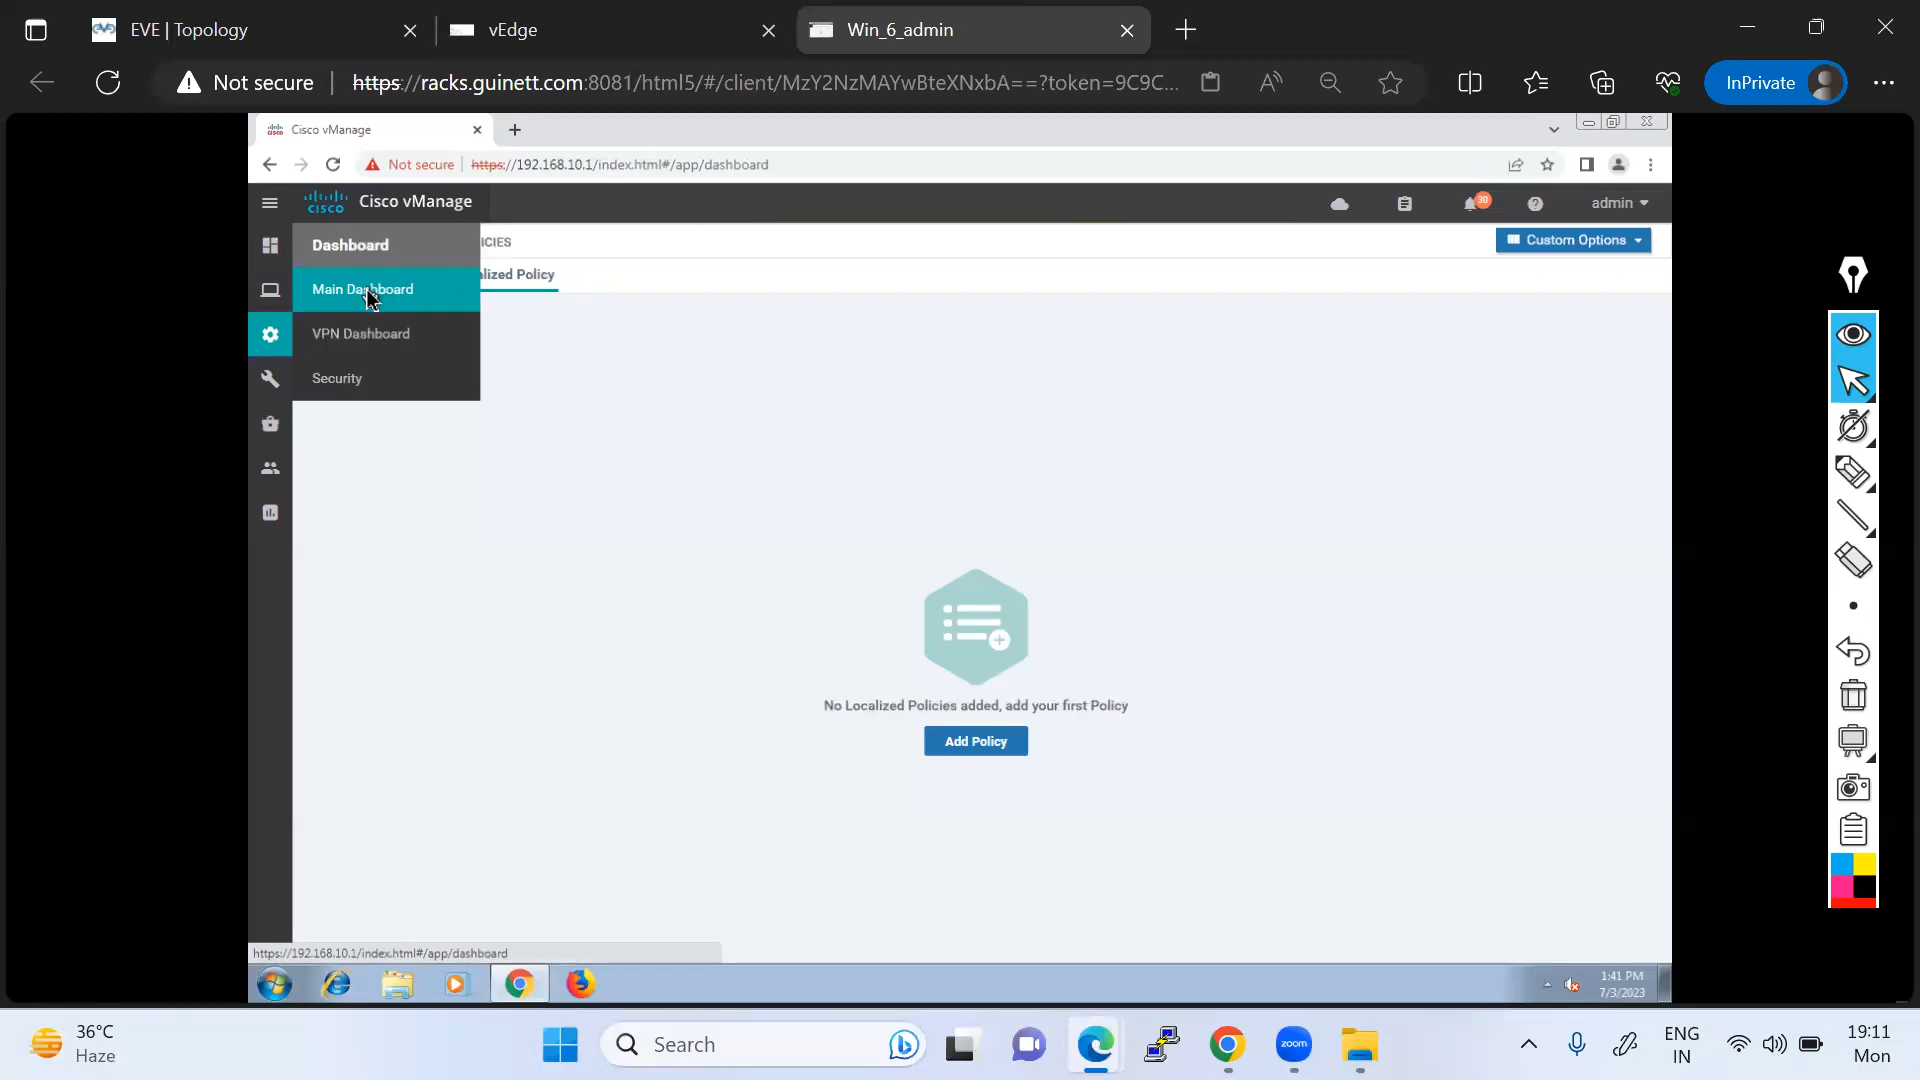 EVE | Topology
vEdge
Win_6_admin
Not secure
https://racks.guinett.com:8081/html5/#/client/MzY2NzMAYwBteXNxbA==?token=9C9C...
InPrivate
Cisco vManage
Not secure
https://192.168.10.1/index.html#/app/dashboard
CISCO
Cisco vManage
30
admin
Dashboard
ICIES
Custom Options
Main Dashboard
alized Policy
VPN Dashboard
Security
No Localized Policies added, add your first Policy
Add Policy
https://192.168.10.1/index.html#/app/dashboard
1:41 PM
7/3/2023
36°C
Haze
Search
zoom
ENG
IN
19:11
Mon